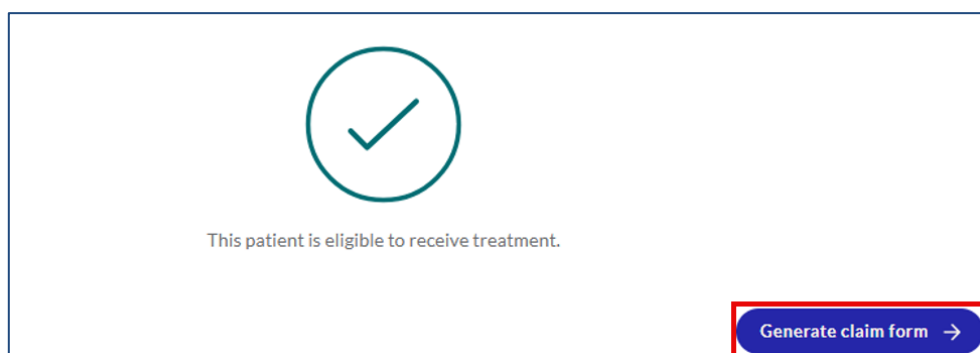 This patient is eligible to receive treatment.
Generate claim form